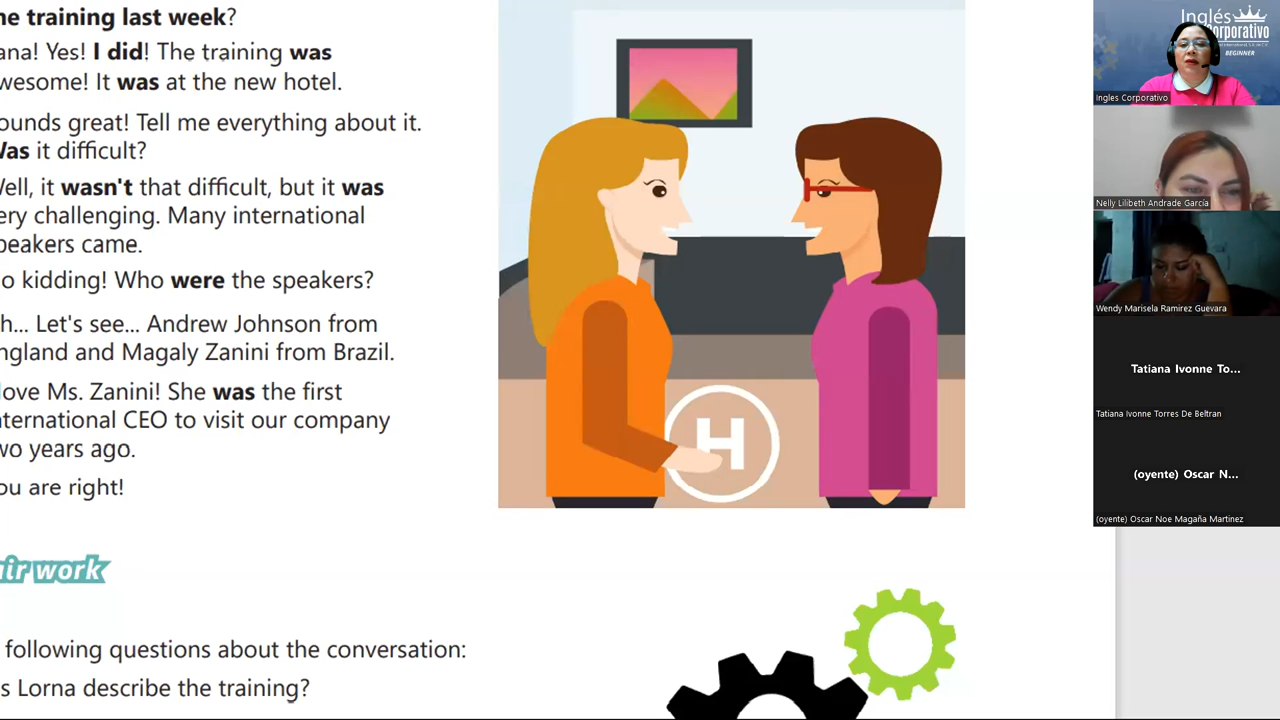 ne training last week?
ana! Yes! I did! The training was
wesome! It was at the new hotel.
ounds great! Tell me everything about it.
Was it difficult?
Well, it wasn't that difficult, but it was
ery challenging. Many international
peakers came.
o kidding! Who were the speakers?
h... Let's see... Andrew Johnson from
ngland and Magaly Zanini from Brazil.
love Ms. Zanini! She was the first
nternational CEO to visit our company
wo years ago.
ou are right!
H
air work
following questions about the conversation:
s Lorna describe the training?
Inglés
Corporativo
BEGINNER
Ingles Corporativo
Nelly Lilibeth Andrade García
Wendy Marisela Ramirez Guevara
Tatiana Ivonne To...
Tatiana Ivonne Torres De Beltran
(oyente) Oscar N...
(oyente) Oscar Noe Magaña Martinez